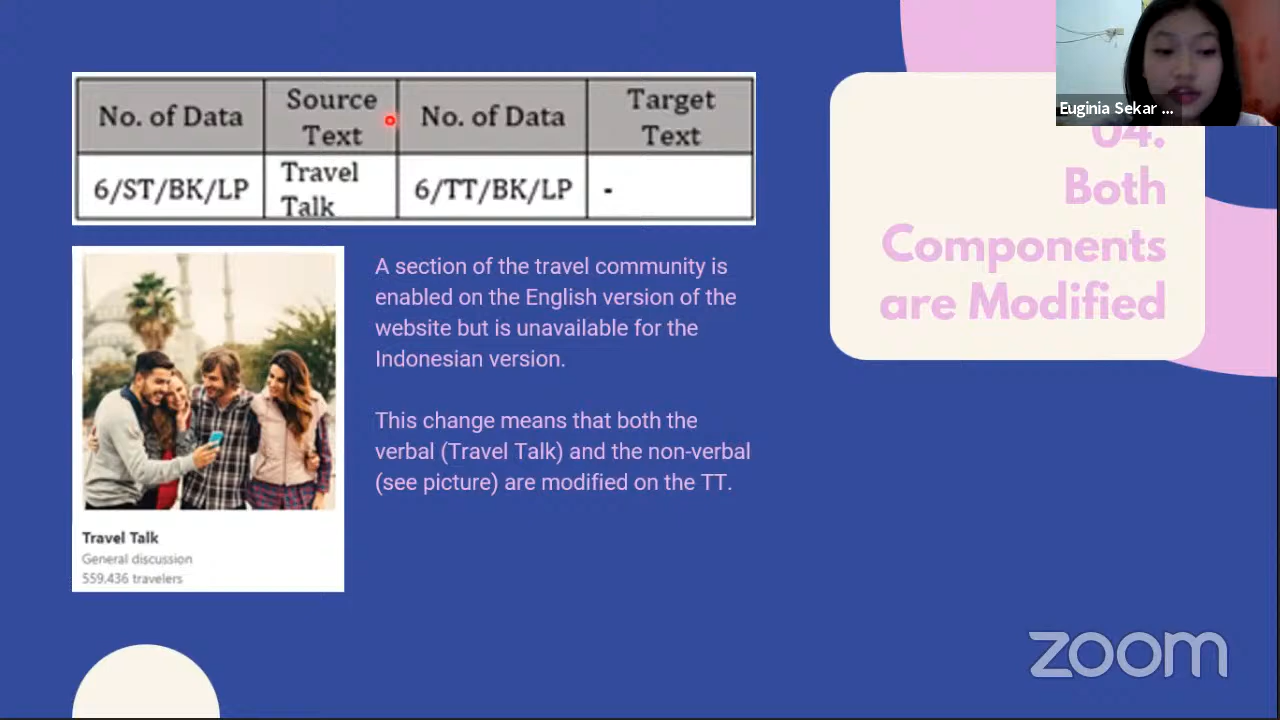 No. of Data
Source
Text
No. of Data
Target
Text
6/ST/BK/LP
Travel
Talk
6/TT/BK/LP
-
A section of the travel community is
enabled on the English version of the
website but is unavailable for the
Indonesian version.
This change means that both the
verbal (Travel Talk) and the non-verbal
(see picture) are modified on the TT.
Travel Talk
General discussion
559,436 travelers
Euginia Sekar ...
04.
Both
Components
are Modified
zoom